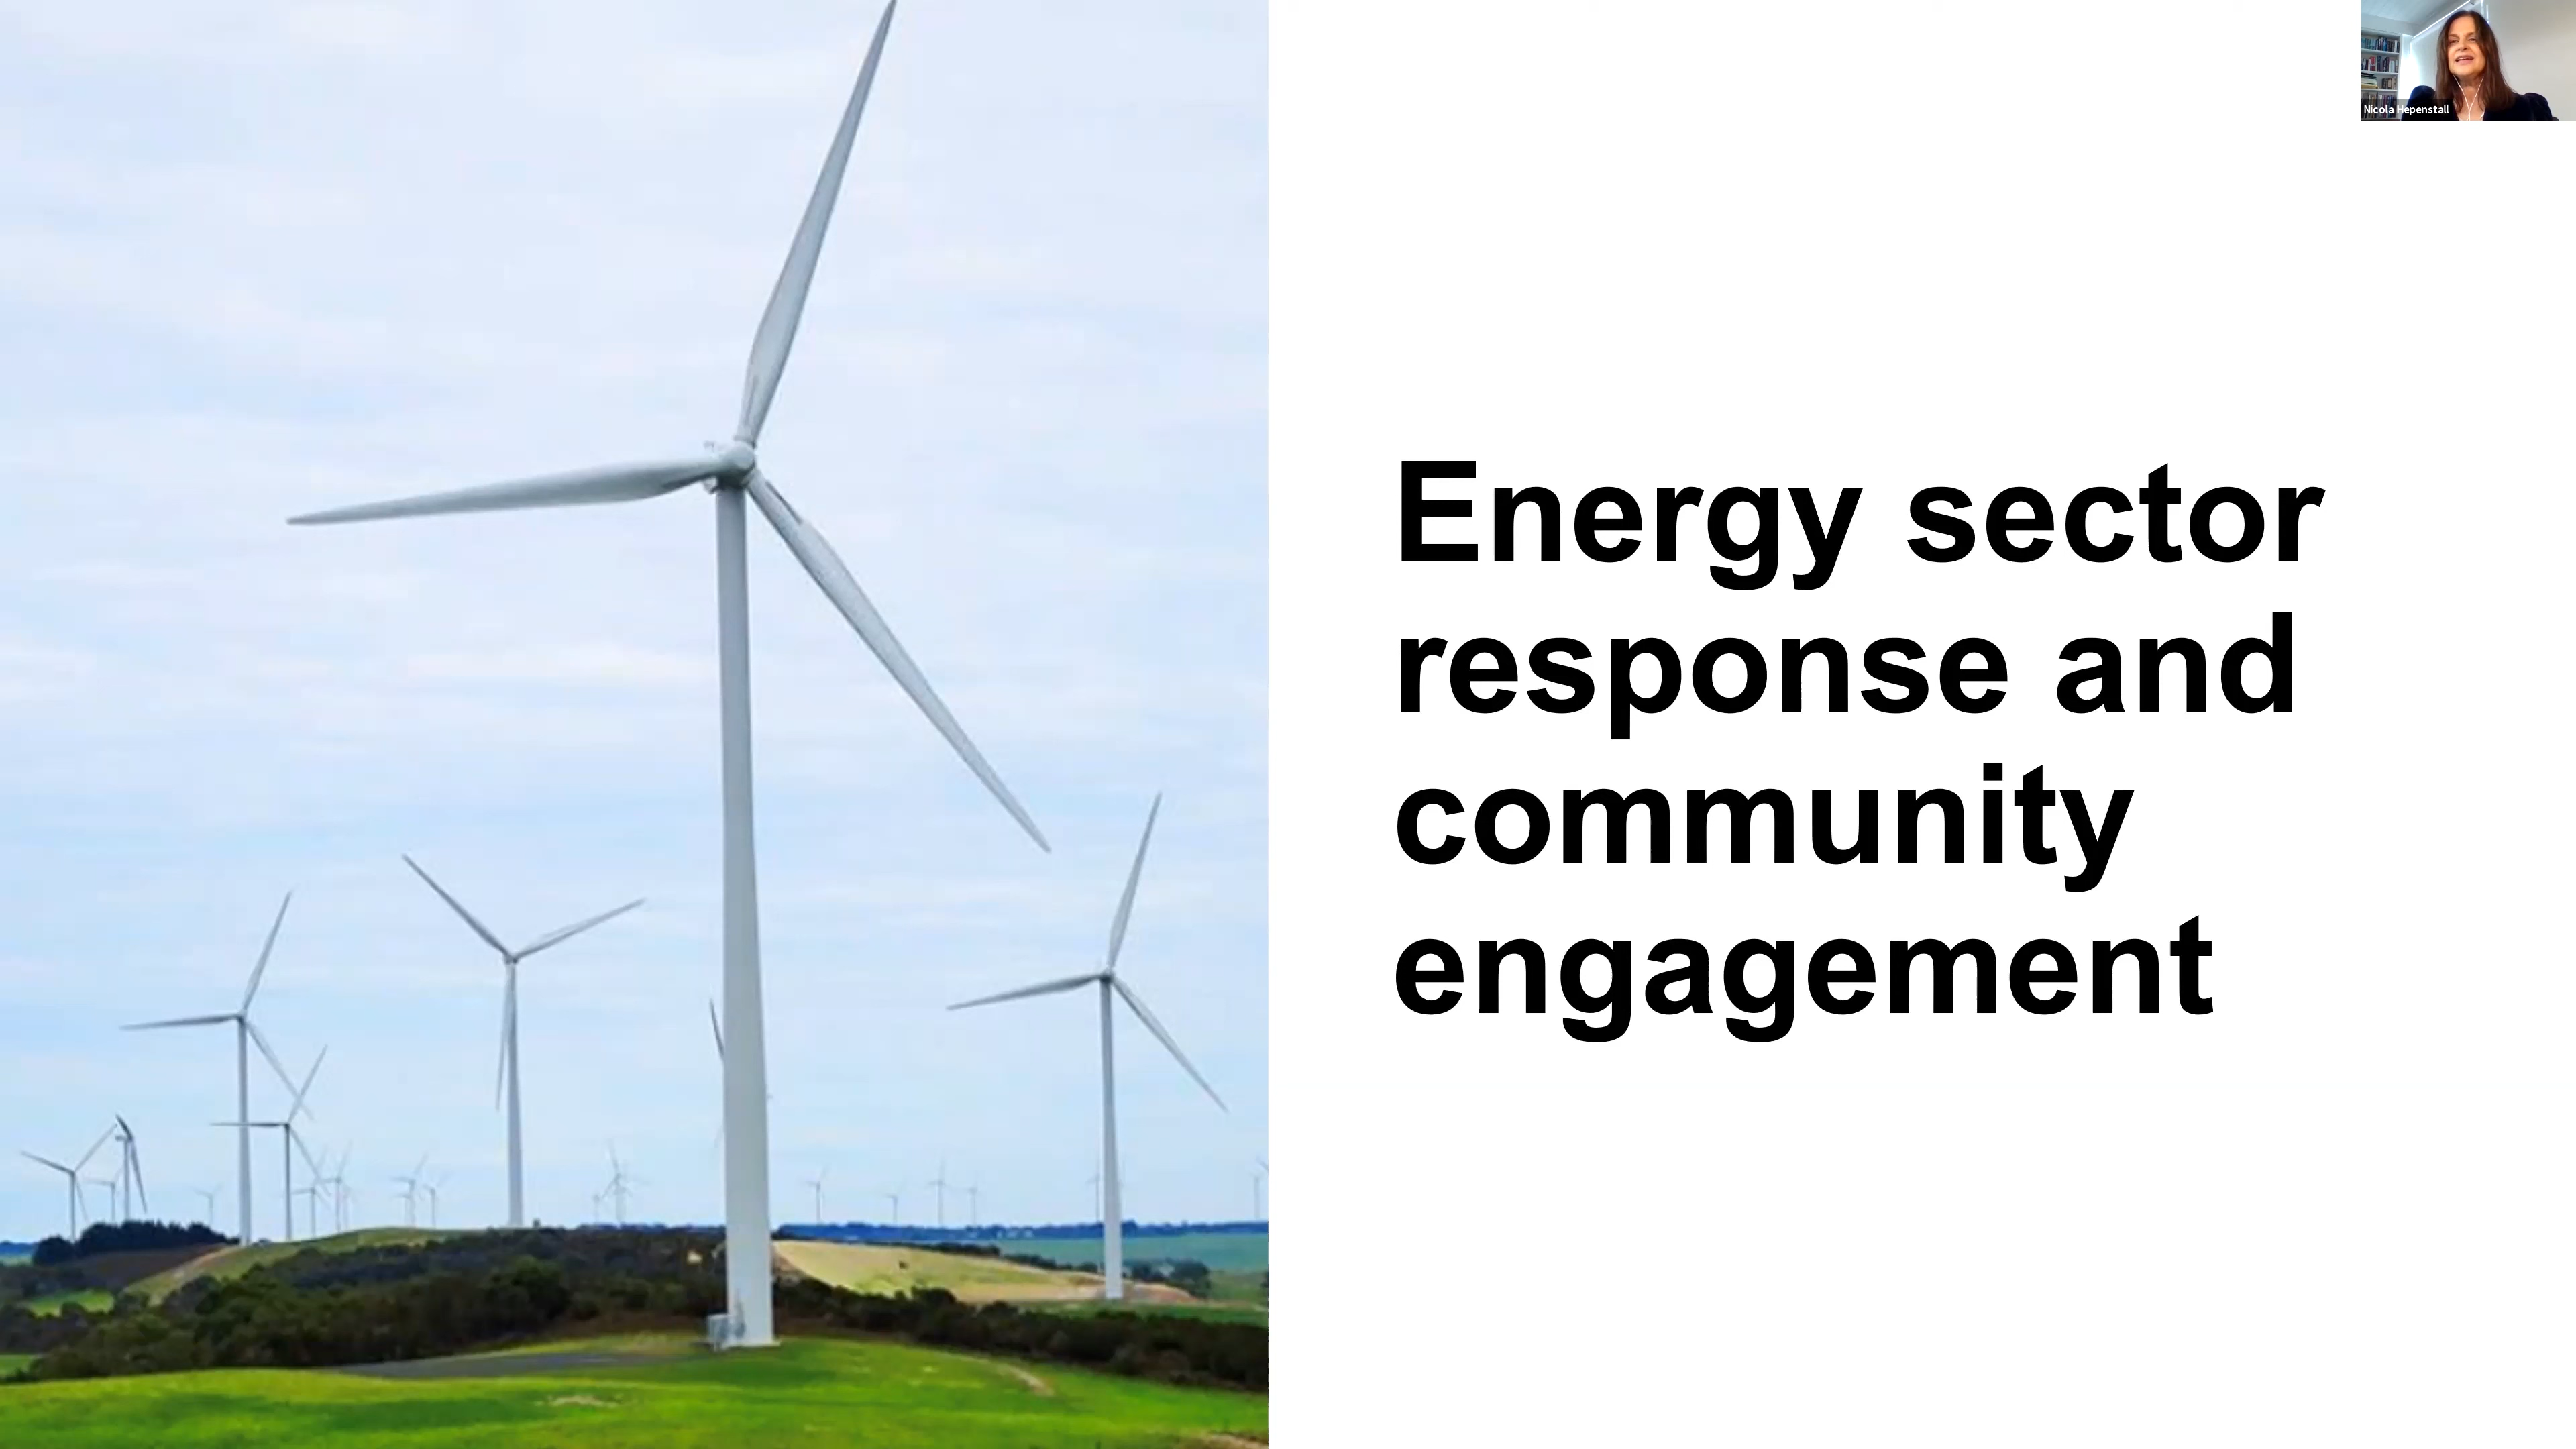 Nicola Hepenstall
Energy sector
response and
community
engagement